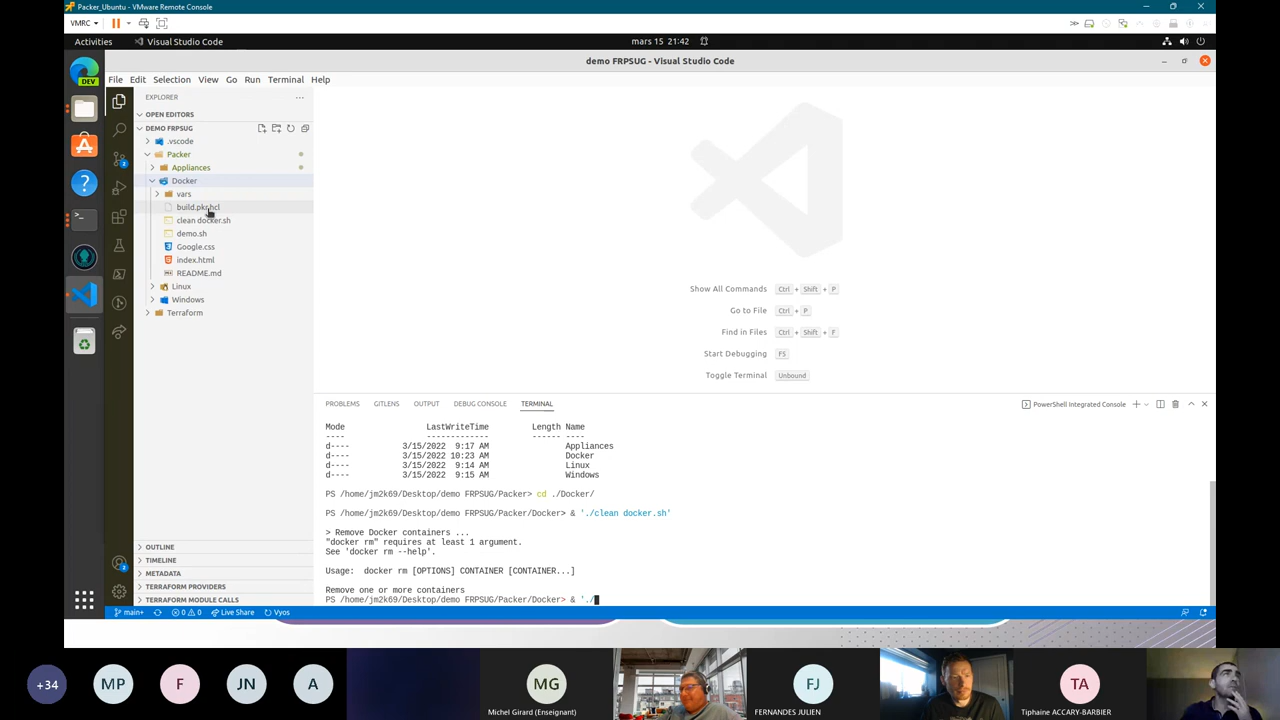 Packer_Ubuntu - VMware Remote Console
VMRC
Activities
Visual Studio Code
mars 15 21:42
demo FRPSUG - Visual Studio Code
File Edit Selection View Go Run Terminal Help
EXPLORER
OPEN EDITORS
DEMO FRPSUG
.vscode
Packer
Appliances
Docker
vars
build.pkr.hcl
clean docker.sh
demo.sh
Google.css
index.html
README.md
Linux
Windows
Terraform
OUTLINE
TIMELINE
METADATA
TERRAFORM PROVIDERS
TERRAFORM MODULE CALLS
DEV
2
2
Show All Commands Ctrl + Shift + P
Go to File Ctrl + P
Find in Files Ctrl + Shift + F
Start Debugging F5
Toggle Terminal Unbound
PROBLEMS GITLENS OUTPUT DEBUG CONSOLE TERMINAL
PowerShell Integrated Console
Mode LastWriteTime Length Name
---- ------------- ------ ----
d---- 3/15/2022 9:17 AM Appliances
d---- 3/15/2022 10:23 AM Docker
d---- 3/15/2022 9:14 AM Linux
d---- 3/15/2022 9:15 AM Windows
PS /home/jm2k69/Desktop/demo FRPSUG/Packer> cd ./Docker/
PS /home/jm2k69/Desktop/demo FRPSUG/Packer/Docker> & './clean docker.sh'
> Remove Docker containers ...
"docker rm" requires at least 1 argument.
See 'docker rm --help'.
Usage: docker rm [OPTIONS] CONTAINER [CONTAINER...]
Remove one or more containers
PS /home/jm2k69/Desktop/demo FRPSUG/Packer/Docker> & './
main+ 0 0 Live Share Vyos
+34
MP
F
JN
A
MG
Michel Girard (Enseignant)
FJ
FERNANDES JULIEN
TA
Tiphaine ACCARY-BARBIER